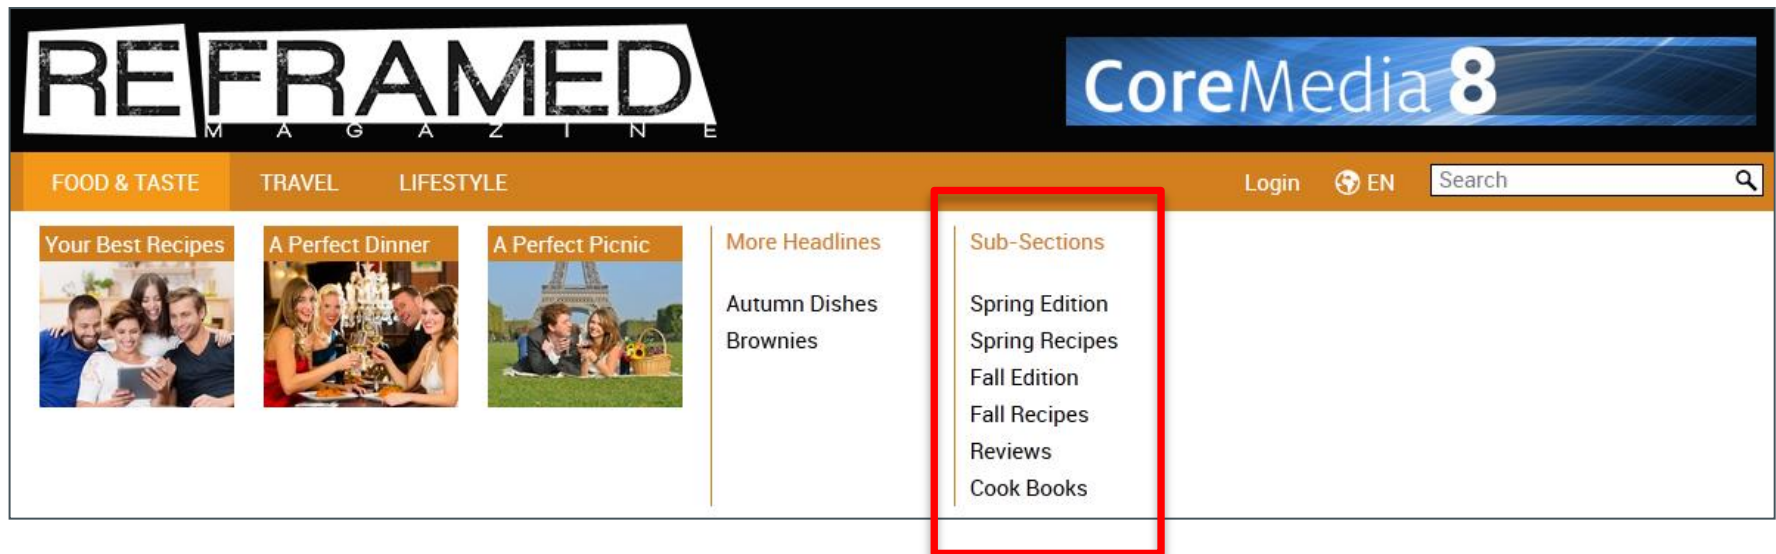 REFRAMED
MAGAZINE
CoreMedia 8
FOOD & TASTE TRAVEL LIFESTYLE Login EN Search
Your Best Recipes
A Perfect Dinner
A Perfect Picnic
More Headlines
Autumn Dishes
Brownies
Sub-Sections
Spring Edition
Spring Recipes
Fall Edition
Fall Recipes
Reviews
Cook Books